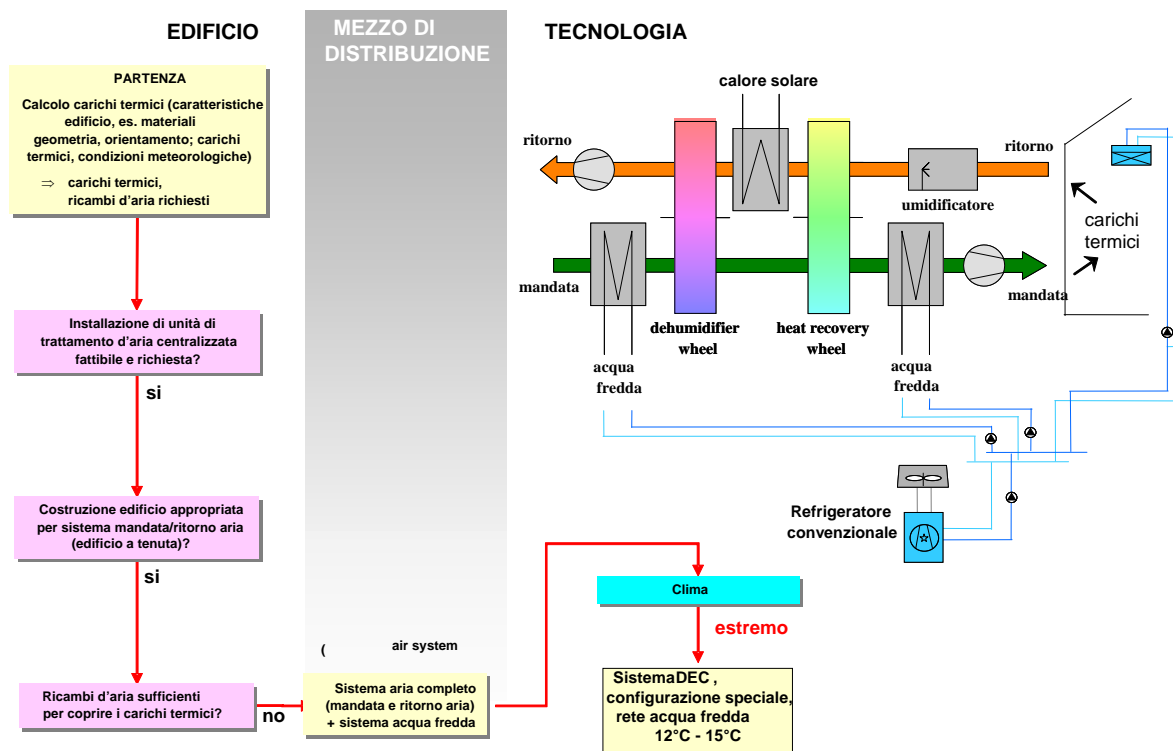 EDIFICIO
MEZZO DI
DISTRIBUZIONE
TECNOLOGIA
PARTENZA
Calcolo carichi termici (caratteristiche
edificio, es. materiali
geometria, orientamento; carichi
termici, condizioni meteorologiche)
⇒ carichi termici,
ricambi d'aria richiesti
Installazione di unità di
trattamento d'aria centralizzata
fattibile e richiesta?
si
Costruzione edificio appropriata
per sistema mandata/ritorno aria
(edificio a tenuta)?
si
Ricambi d'aria sufficienti
per coprire i carichi termici?
no
( air system
Sistema aria completo
(mandata e ritorno aria)
+ sistema acqua fredda
calore solare
ritorno
ritorno
umidificatore
carichi
termici
mandata
mandata
dehumidifier
wheel
heat recovery
wheel
acqua
fredda
acqua
fredda
Refrigeratore
convenzionale
Clima
estremo
SistemaDEC ,
configurazione speciale,
rete acqua fredda
12°C - 15°C